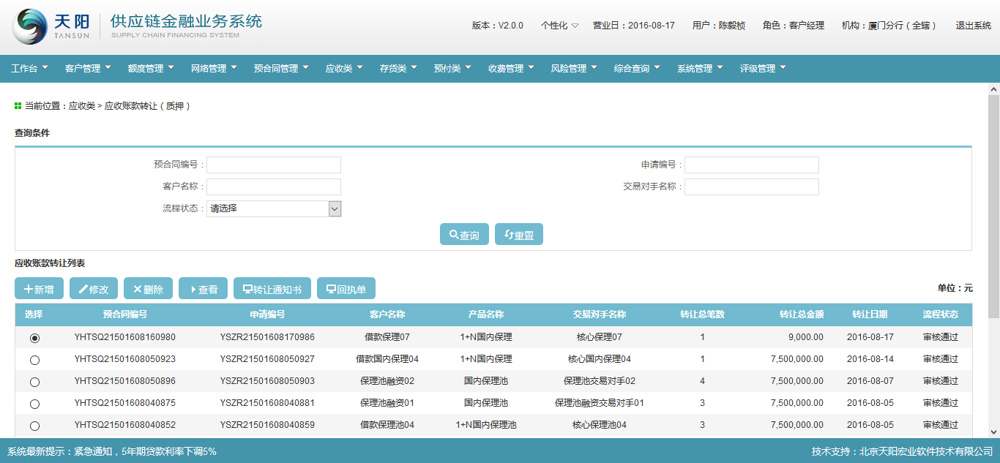 天阳 TANSUN 供应链金融业务系统
SUPPLY CHAIN FINANCING SYSTEM
版本：V2.0.0 个性化 营业日：2016-08-17 用户：陈毅桢 角色：客户经理 机构：厦门分行（全辖） 退出系统
工作台 客户管理 额度管理 网络管理 预合同管理 应收类 存货类 预付类 收费管理 风险管理 综合查询 系统管理 评级管理
当前位置：应收类 > 应收账款转让（质押）
查询条件
预合同编号： 申请编号：
客户名称： 交易对手名称：
流程状态： 请选择
查询 重置
应收账款转让列表
新增 修改 删除 查看 转让通知书 回执单 单位：元
选择 预合同编号 申请编号 客户名称 产品名称 交易对手名称 转让总笔数 转让总金额 转让日期 流程状态
YHTSQ21501608160980 YSZR21501608170986 借款保理07 1+N国内保理 核心保理07 1 9,000.00 2016-08-17 审核通过
YHTSQ21501608050923 YSZR21501608050927 借款国内保理04 1+N国内保理 核心国内保理04 1 7,500,000.00 2016-08-14 审核通过
YHTSQ21501608050896 YSZR21501608050903 保理池融资02 国内保理池 保理池交易对手02 4 7,500,000.00 2016-08-07 审核通过
YHTSQ21501608040875 YSZR21501608040881 保理池融资01 国内保理池 保理池融资交易对手01 3 7,500,000.00 2016-08-05 审核通过
YHTSQ21501608040852 YSZR21501608040859 借款保理池04 1+N国内保理池 核心保理池04 3 7,500,000.00 2016-08-05 审核通过
系统最新提示：紧急通知，5年期贷款利率下调5% 技术支持：北京天阳宏业软件技术有限公司